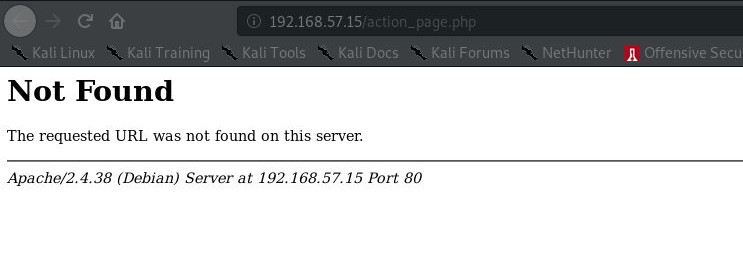 192.168.57.15/action_page.php
Kali Linux Kali Training Kali Tools Kali Docs Kali Forums NetHunter Offensive Secu
Not Found
The requested URL was not found on this server.
Apache/2.4.38 (Debian) Server at 192.168.57.15 Port 80